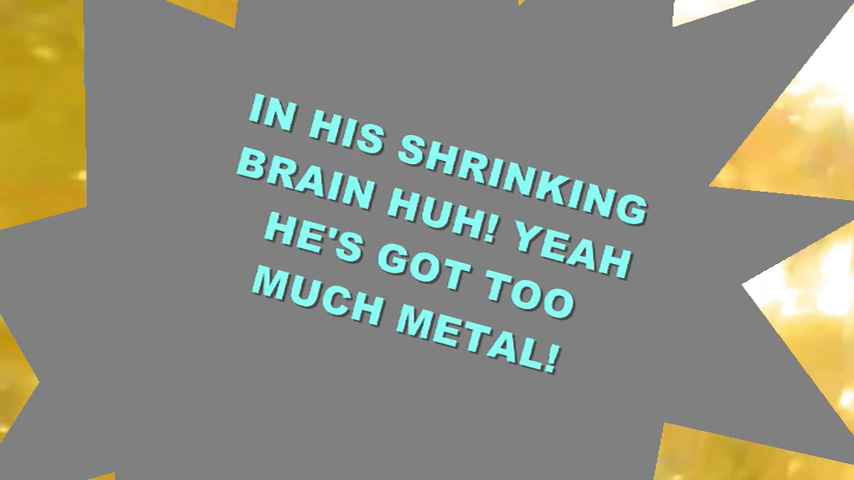 IN HIS SHRINKING
BRAIN HUH! YEAH
HE'S GOT TOO
MUCH METAL!